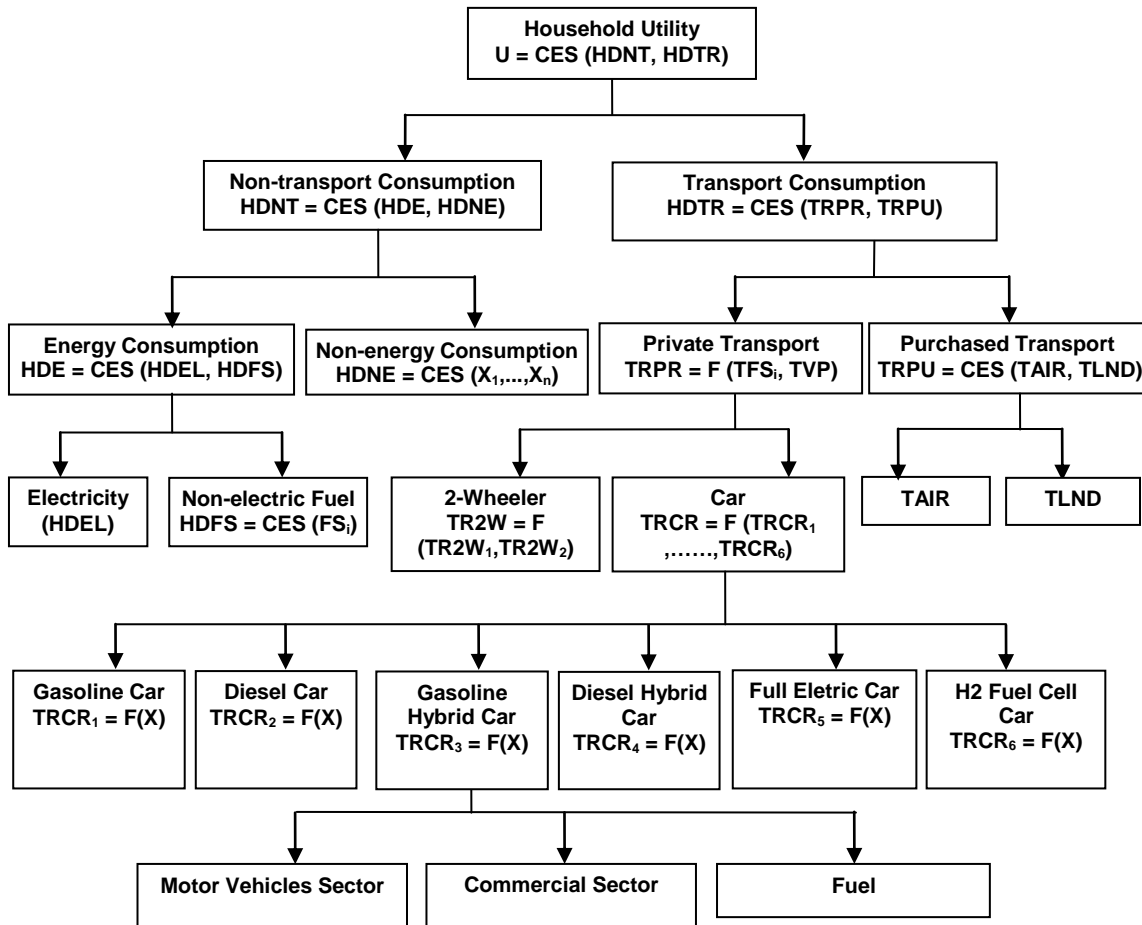 Household Utility
U = CES (HDNT, HDTR)
Non-transport Consumption
HDNT = CES (HDE, HDNE)
Transport Consumption
HDTR = CES (TRPR, TRPU)
Energy Consumption
HDE = CES (HDEL, HDFS)
Non-energy Consumption
HDNE = CES (X₁,...,Xₙ)
Private Transport
TRPR = F (TFSᵢ, TVP)
Purchased Transport
TRPU = CES (TAIR, TLND)
Electricity
(HDEL)
Non-electric Fuel
HDFS = CES (FSᵢ)
2-Wheeler
TR2W = F
(TR2W₁,TR2W₂)
Car
TRCR = F (TRCR₁
,……,TRCR₆)
TAIR
TLND
Gasoline Car
TRCR₁ = F(X)
Diesel Car
TRCR₂ = F(X)
Gasoline
Hybrid Car
TRCR₃ = F(X)
Diesel Hybrid
Car
TRCR₄ = F(X)
Full Eletric Car
TRCR₅ = F(X)
H2 Fuel Cell
Car
TRCR₆ = F(X)
Motor Vehicles Sector
Commercial Sector
Fuel